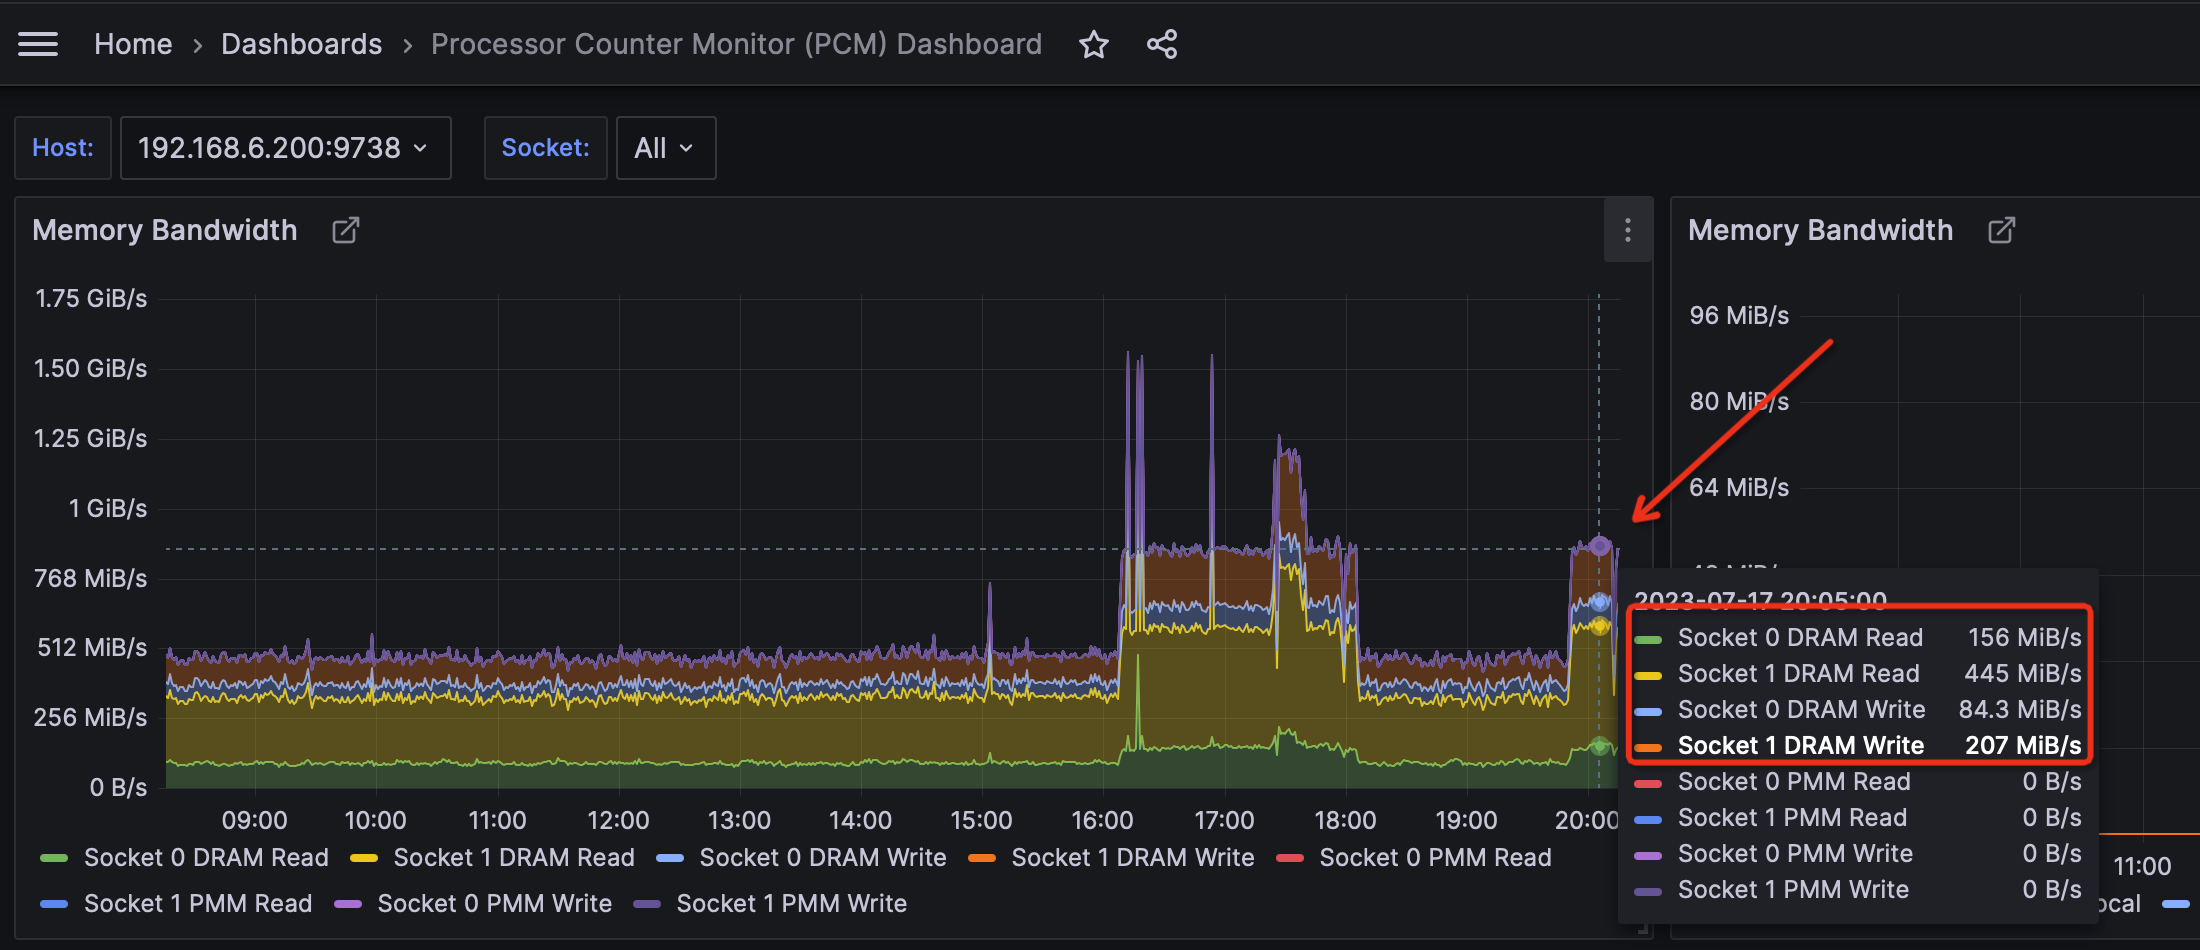 Home › Dashboards › Processor Counter Monitor (PCM) Dashboard
Host: 192.168.6.200:9738 Socket: All
Memory Bandwidth
1.75 GiB/s
1.50 GiB/s
1.25 GiB/s
1 GiB/s
768 MiB/s
512 MiB/s
256 MiB/s
0 B/s
09:00 10:00 11:00 12:00 13:00 14:00 15:00 16:00 17:00 18:00 19:00 20:00
Socket 0 DRAM Read Socket 1 DRAM Read Socket 0 DRAM Write Socket 1 DRAM Write Socket 0 PMM Read
Socket 1 PMM Read Socket 0 PMM Write Socket 1 PMM Write
Memory Bandwidth
96 MiB/s
80 MiB/s
64 MiB/s
2023-07-17 20:05:00
Socket 0 DRAM Read 156 MiB/s
Socket 1 DRAM Read 445 MiB/s
Socket 0 DRAM Write 84.3 MiB/s
Socket 1 DRAM Write 207 MiB/s
Socket 0 PMM Read 0 B/s
Socket 1 PMM Read 0 B/s
Socket 0 PMM Write 0 B/s
Socket 1 PMM Write 0 B/s
11:00